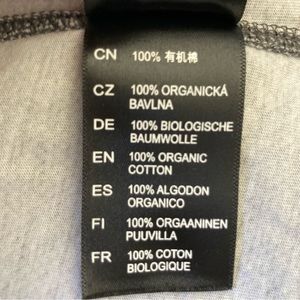 CN 100% 有机棉
CZ 100% ORGANICKÁ
BAVLNA
DE 100% BIOLOGISCHE
BAUMWOLLE
EN 100% ORGANIC
COTTON
ES 100% ALGODON
ORGANICO
FI 100% ORGAANINEN
PUUVILLA
FR 100% COTON
BIOLOGIQUE